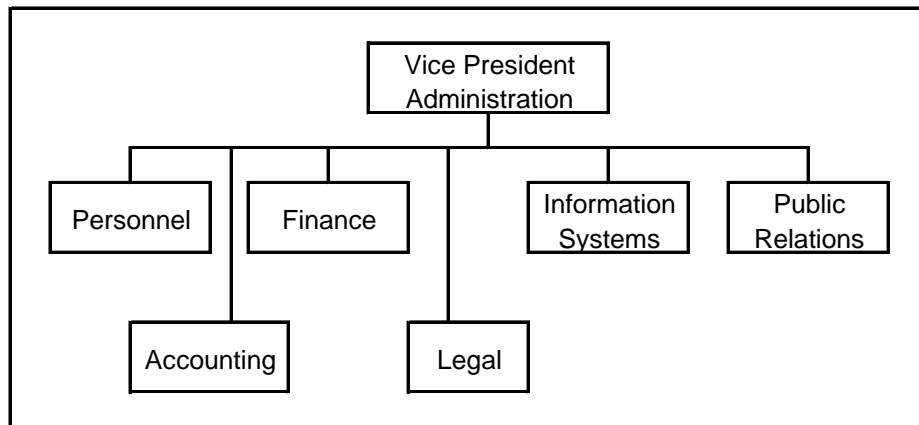 Vice President
Administration
Personnel
Finance
Information
Systems
Public
Relations
Accounting
Legal